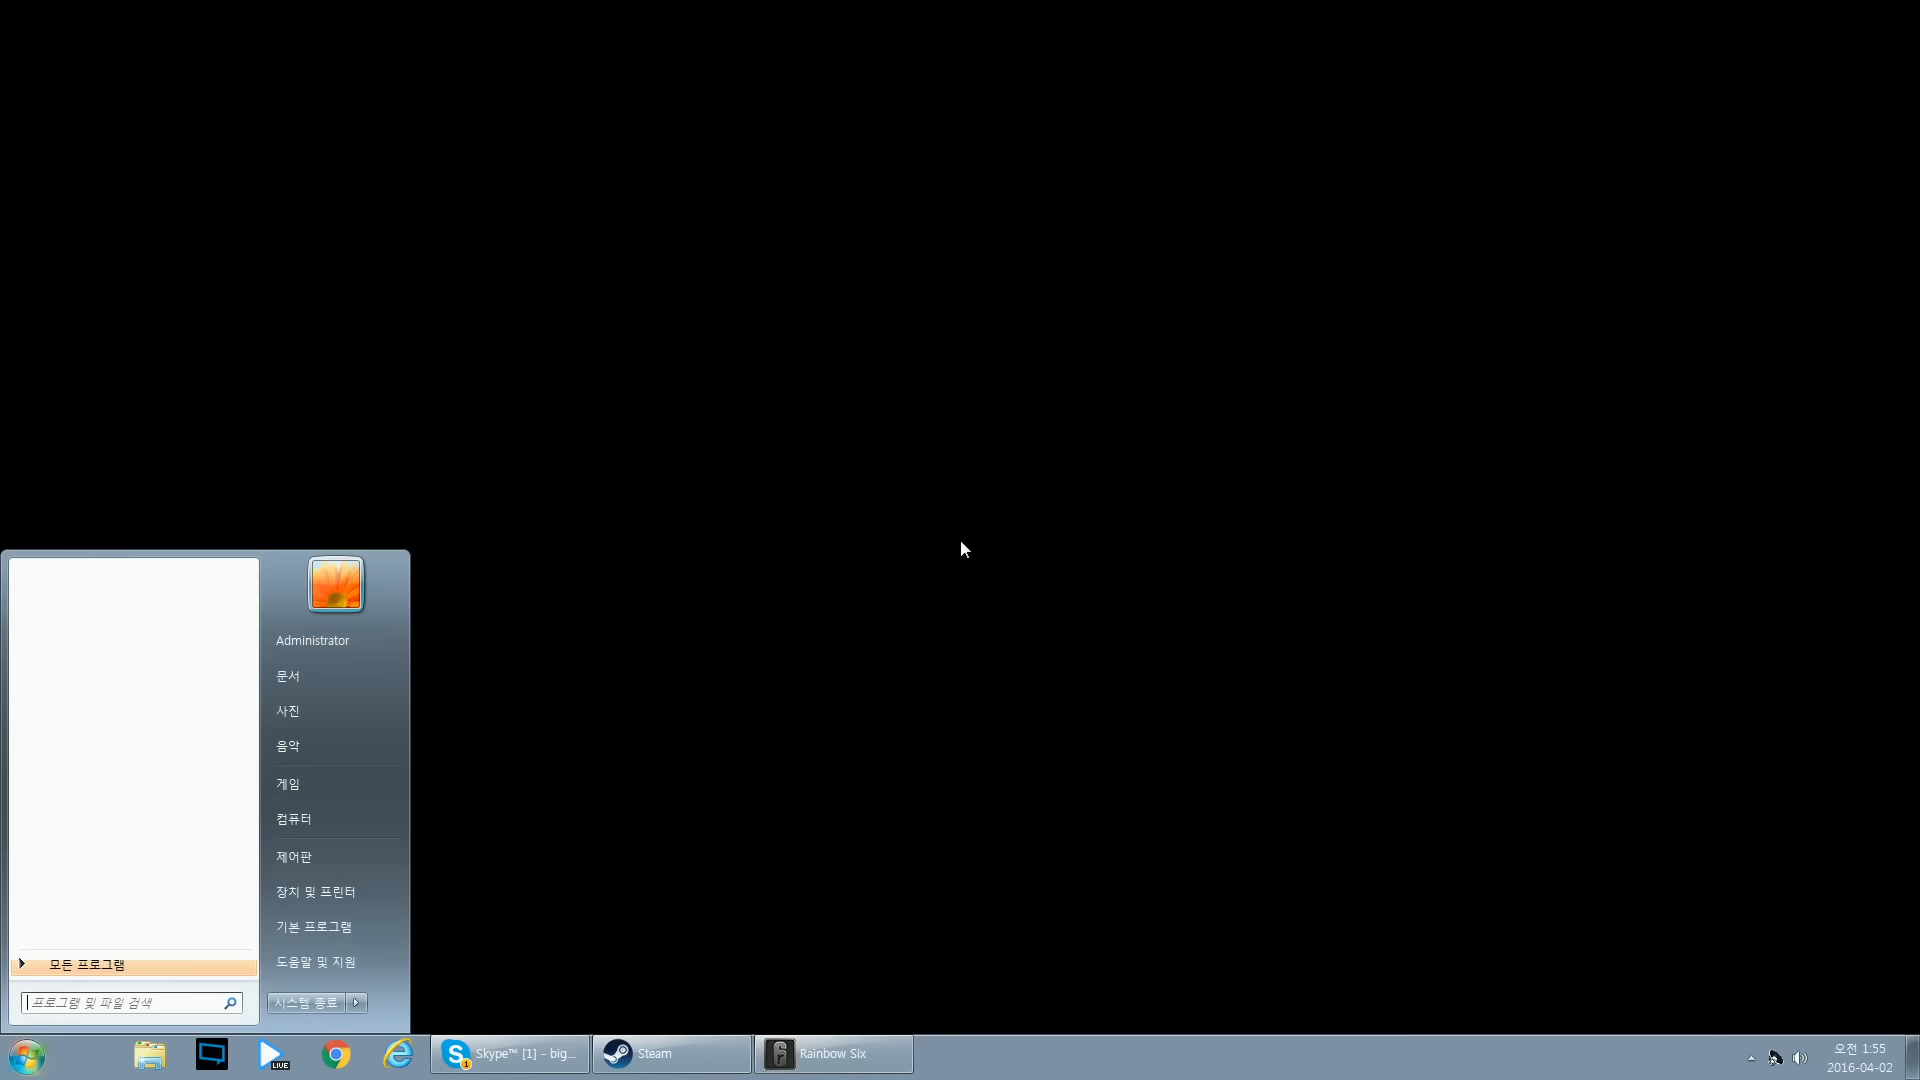 Administrator
문서
사진
음악
게임
컴퓨터
제어판
장치 및 프린터
기본 프로그램
도움말 및 지원
모든 프로그램
프로그램 및 파일 검색
시스템 종료
LIVE
Skype™ [1] - big...
Steam
Rainbow Six
오전 1:55
2016-04-02